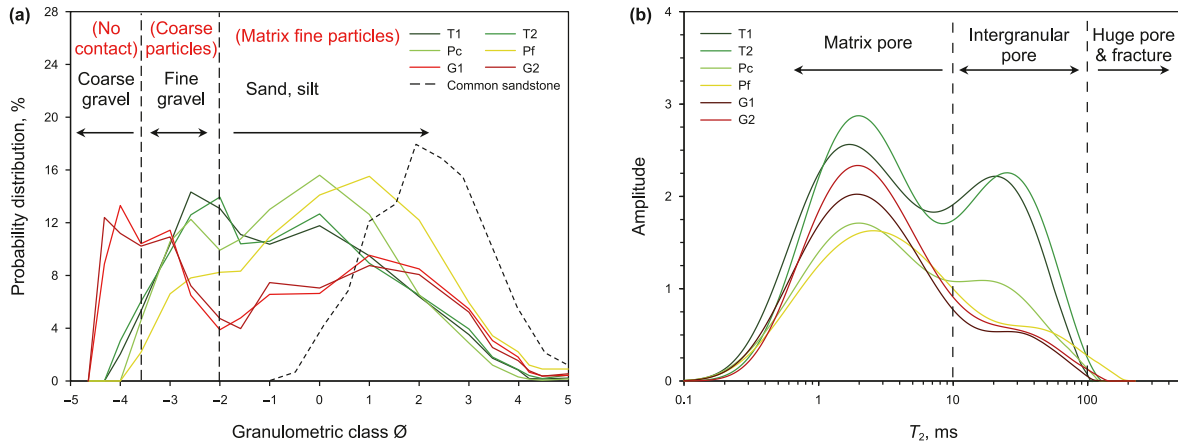 (a)
28
24
20
16
12
8
4
0
Probability distribution, %
(No contact)
(Coarse particles)
(Matrix fine particles)
Coarse gravel
Fine gravel
Sand, silt
T1
T2
Pc
Pf
G1
G2
Common sandstone
–5
–4
–3
–2
–1
0
1
2
3
4
5
Granulometric class Ø
(b)
4
3
2
1
0
Amplitude
T1
T2
Pc
Pf
G1
G2
Matrix pore
Intergranular
pore
Huge pore
& fracture
0.1
1
10
100
T2, ms